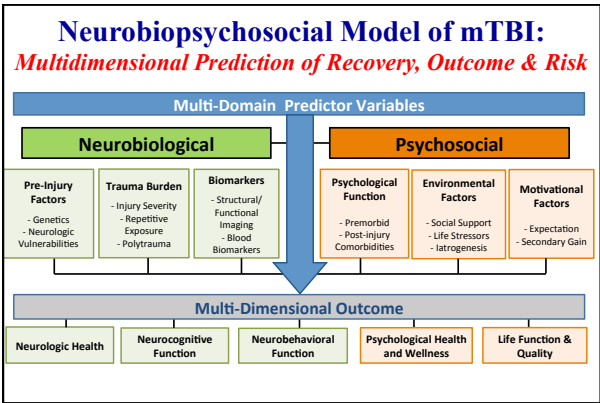 Neurobiopsychosocial Model of mTBI:
Multidimensional Prediction of Recovery, Outcome & Risk
Multi-Domain Predictor Variables
Neurobiological
Psychosocial
Pre-Injury
Factors
- Genetics
- Neurologic
Vulnerabilities
Trauma Burden
- Injury Severity
- Repetitive
Exposure
- Polytrauma
Biomarkers
- Structural/
Functional
Imaging
- Blood
Biomarkers
Psychological
Function
- Premorbid
- Post-injury
Comorbidities
Environmental
Factors
- Social Support
- Life Stressors
- Iatrogenesis
Motivational
Factors
- Expectation
- Secondary Gain
Multi-Dimensional Outcome
Neurologic Health
Neurocognitive
Function
Neurobehavioral
Function
Psychological Health
and Wellness
Life Function &
Quality